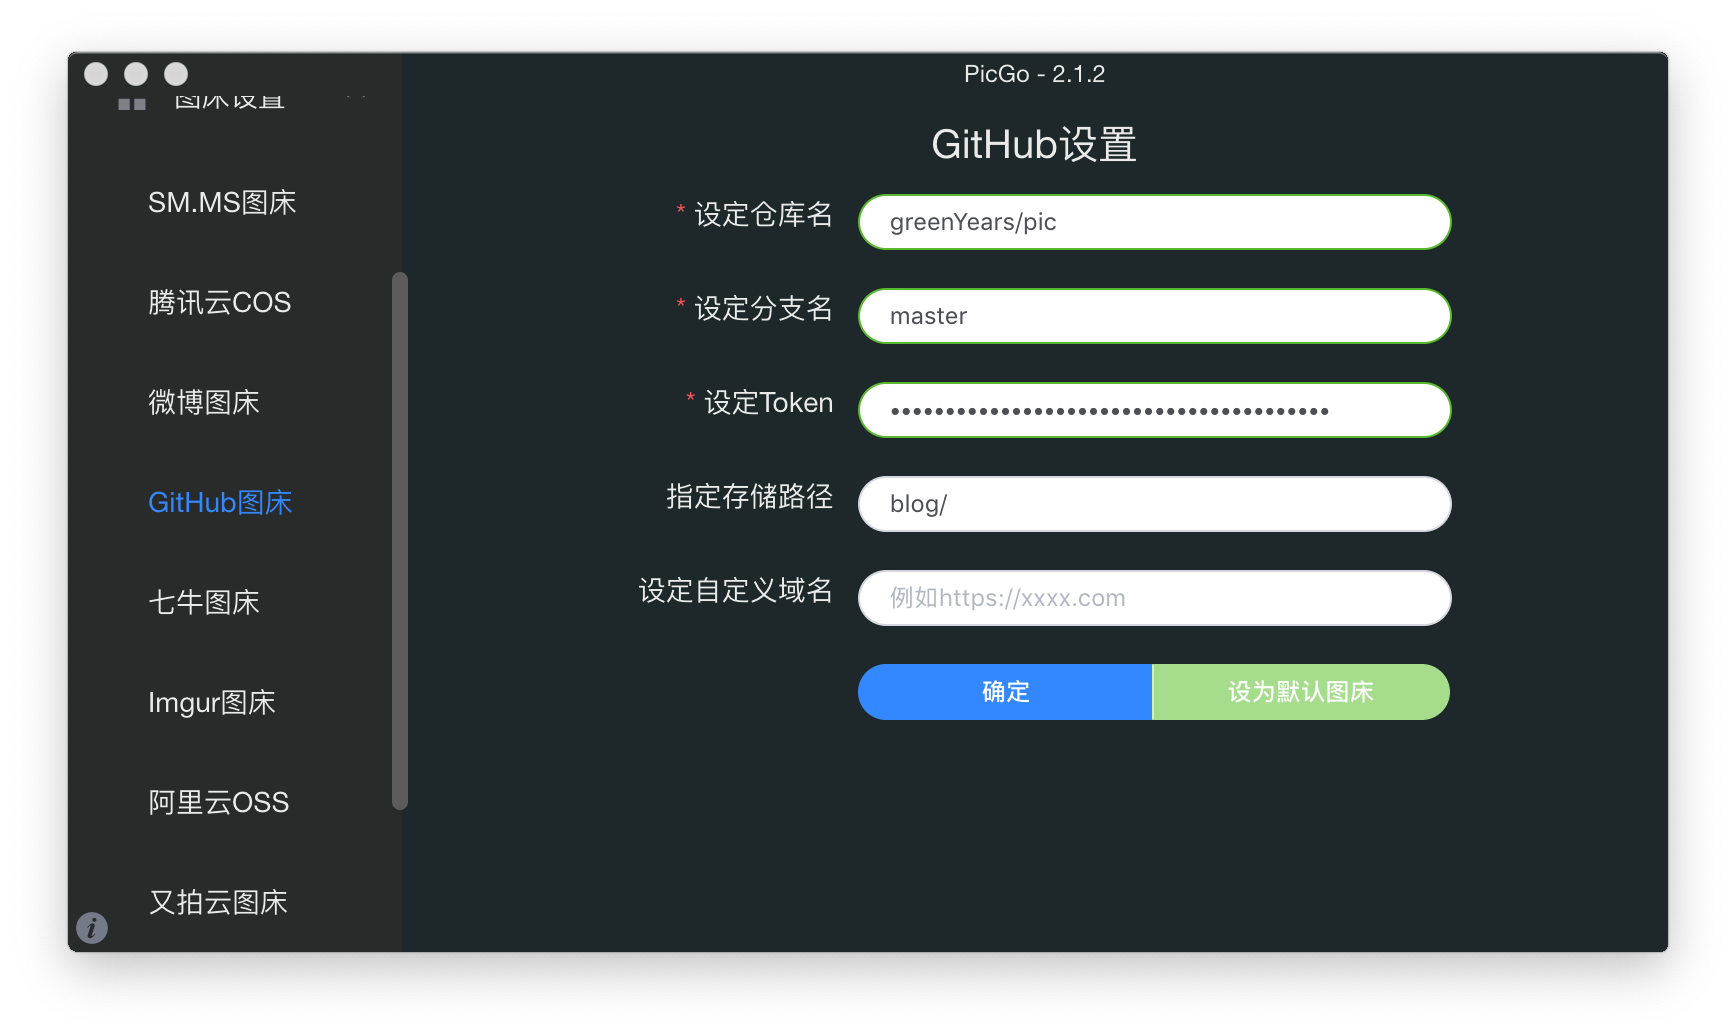 PicGo - 2.1.2
图床设置
SM.MS图床
腾讯云COS
微博图床
GitHub图床
七牛图床
Imgur图床
阿里云OSS
又拍云图床
GitHub设置
* 设定仓库名 greenYears/pic
* 设定分支名 master
* 设定Token ••••••••••••••••••••••••••••••••••••••••
指定存储路径 blog/
设定自定义域名 例如https://xxxx.com
确定 设为默认图床